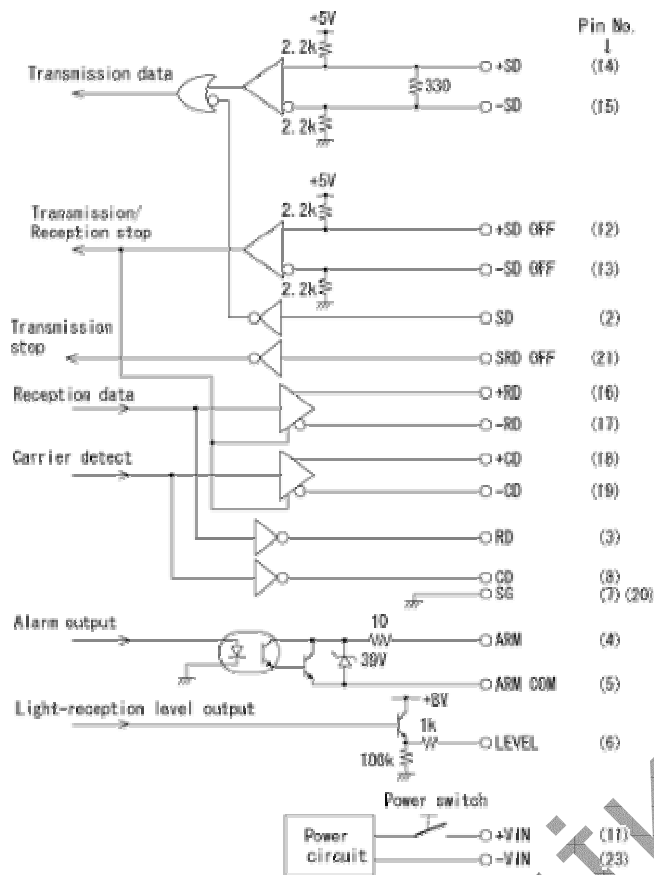 +5V
Pin No.
2.2k
Transmission data
+SD (14)
330
-SD (15)
2.2k
+5V
Transmission/
Reception stop
2.2k
+SD OFF (12)
-SD OFF (13)
2.2k
SD (2)
Transmission
stop
SRD OFF (21)
Reception data
+RD (16)
-RD (17)
Carrier detect
+CD (18)
-CD (19)
RD (3)
CD (8)
SG (7) (20)
Alarm output
10
ARM (4)
39V
ARM COM (5)
Light-reception level output
+8V
1k
LEVEL (6)
100k
Power switch
Power
circuit
+VIN (11)
-VIN (23)